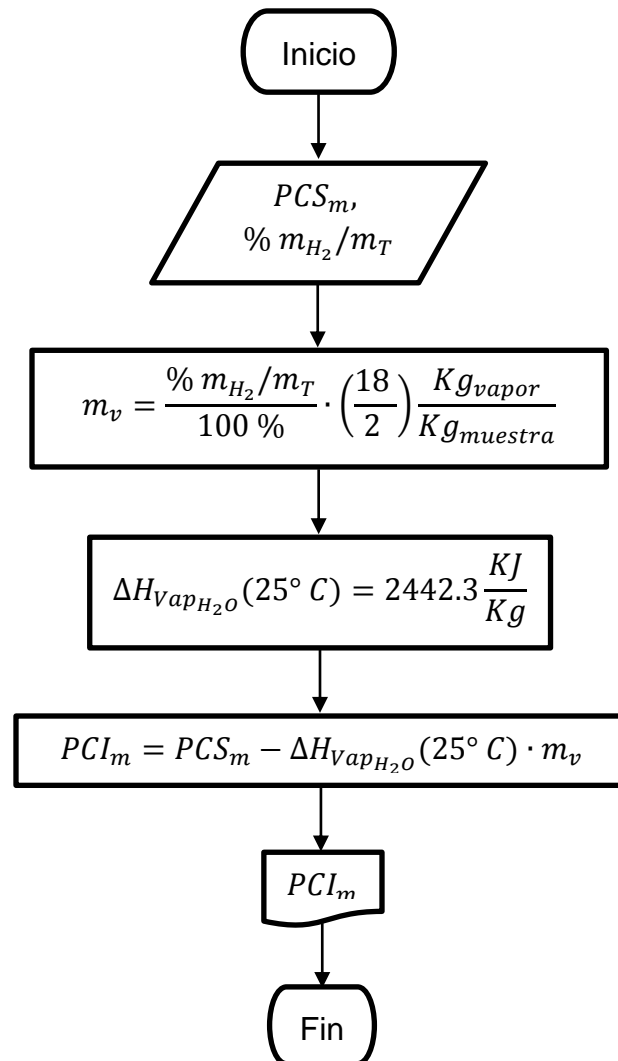 Inicio
PCS_m,
% m_{H_2}/m_T
m_v = \frac{% m_{H_2}/m_T}{100 %} · (\frac{18}{2}) \frac{Kg_{vapor}}{Kg_{muestra}}
ΔH_{Vap_{H_2O}}(25° C) = 2442.3 \frac{KJ}{Kg}
PCI_m = PCS_m − ΔH_{Vap_{H_2O}}(25° C) · m_v
PCI_m
Fin